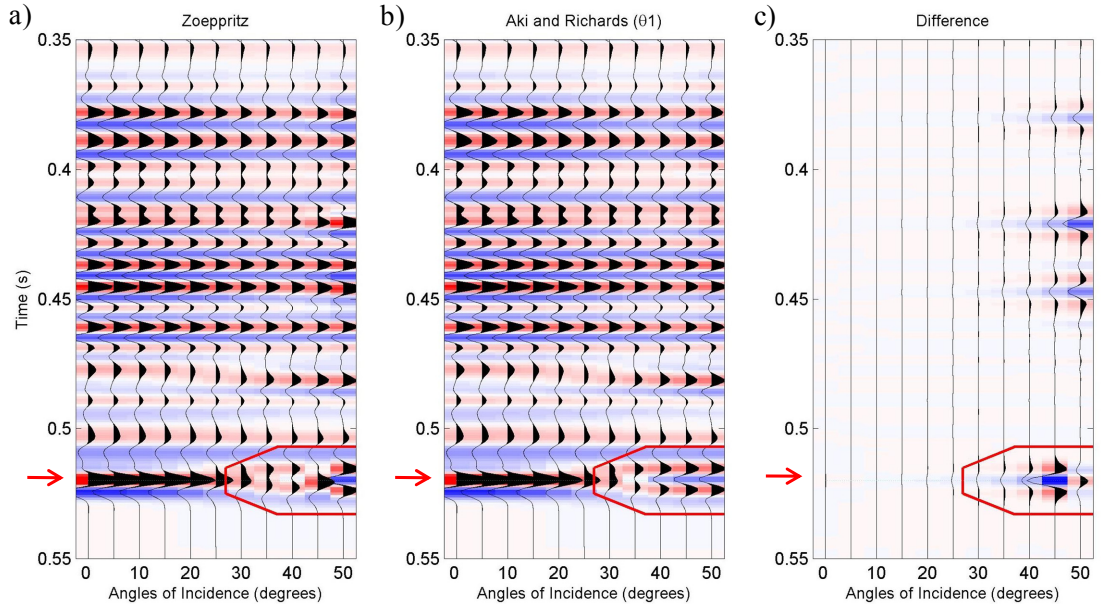 a) Zoeppritz
b) Aki and Richards (θ1)
c) Difference
0.35 0.35 0.35
0.4 0.4 0.4
0.45 0.45 0.45
0.5 0.5 0.5
0.55 0.55 0.55
Time (s)
0 10 20 30 40 50 0 10 20 30 40 50 0 10 20 30 40 50
Angles of Incidence (degrees) Angles of Incidence (degrees) Angles of Incidence (degrees)